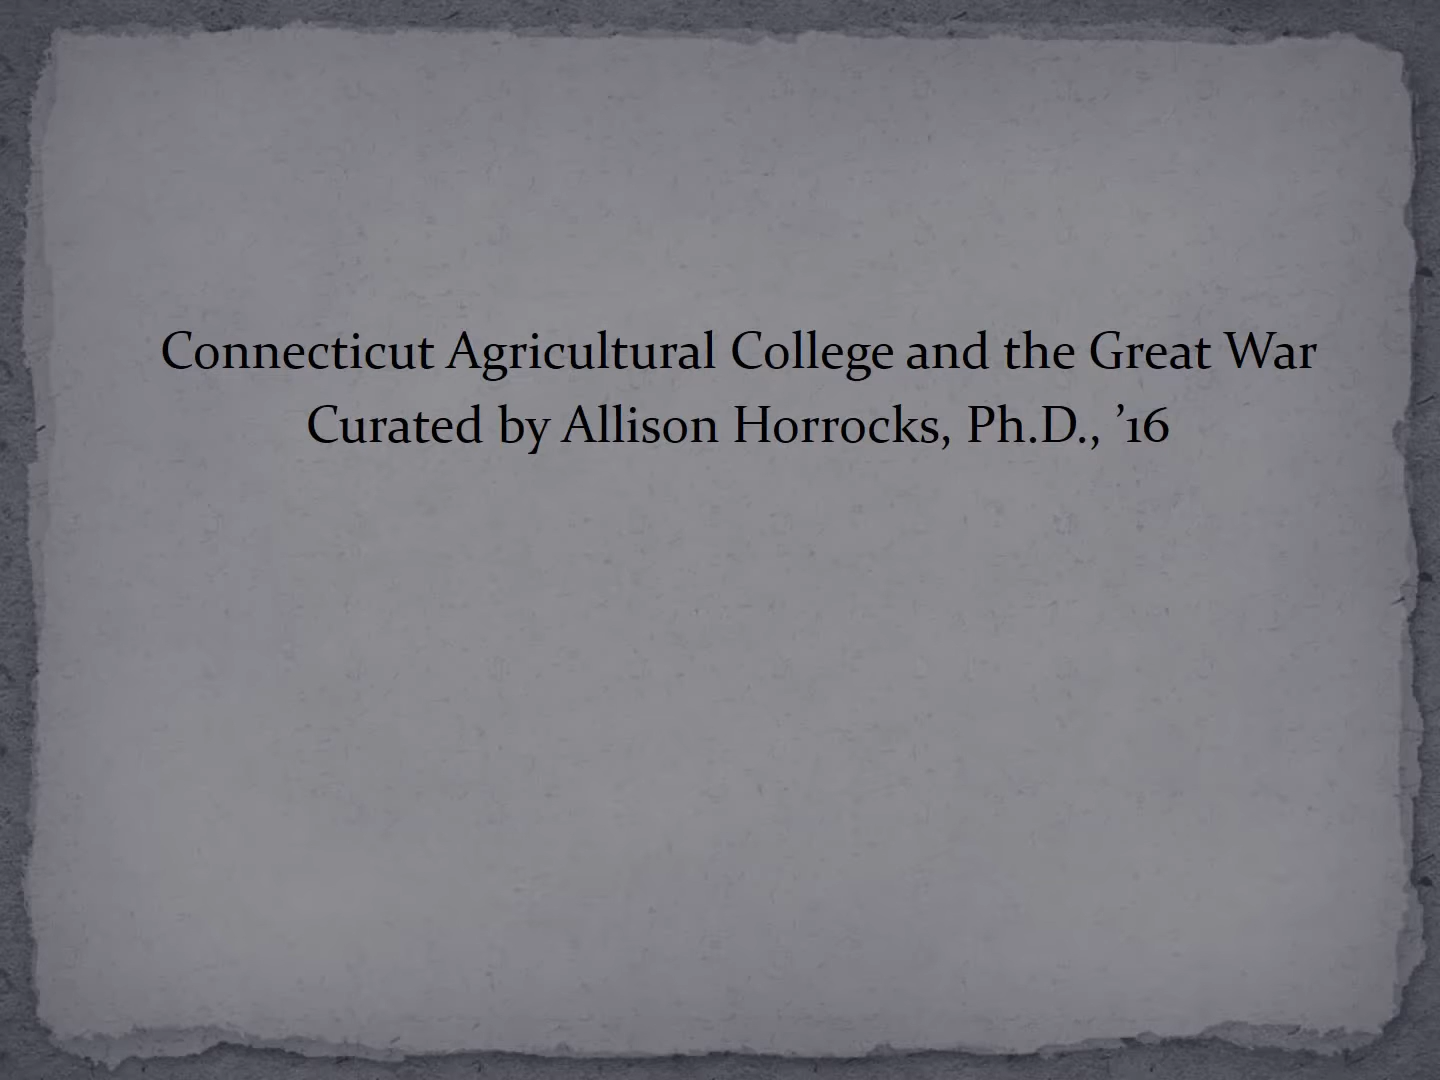 Connecticut Agricultural College and the Great War
Curated by Allison Horrocks, Ph.D., ’16